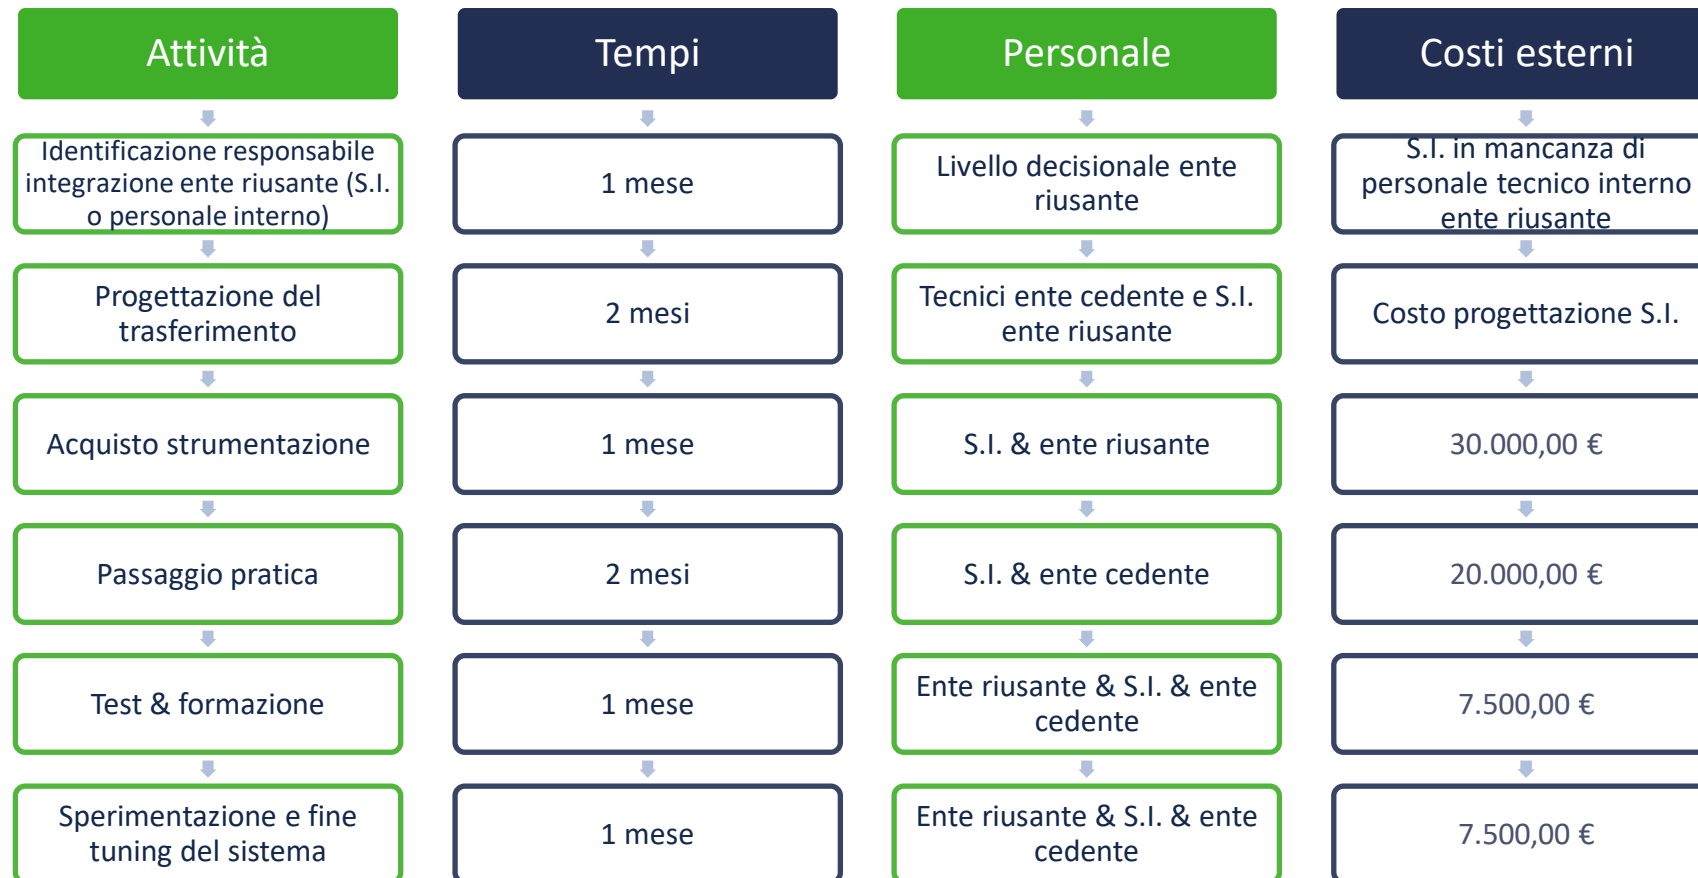 Attività
Tempi
Personale
Costi esterni
Identificazione responsabile
integrazione ente riusante (S.I.
o personale interno)
1 mese
Livello decisionale ente
riusante
S.I. in mancanza di
personale tecnico interno
ente riusante
Progettazione del
trasferimento
2 mesi
Tecnici ente cedente e S.I.
ente riusante
Costo progettazione S.I.
Acquisto strumentazione
1 mese
S.I. & ente riusante
30.000,00 €
Passaggio pratica
2 mesi
S.I. & ente cedente
20.000,00 €
Test & formazione
1 mese
Ente riusante & S.I. & ente
cedente
7.500,00 €
Sperimentazione e fine
tuning del sistema
1 mese
Ente riusante & S.I. & ente
cedente
7.500,00 €